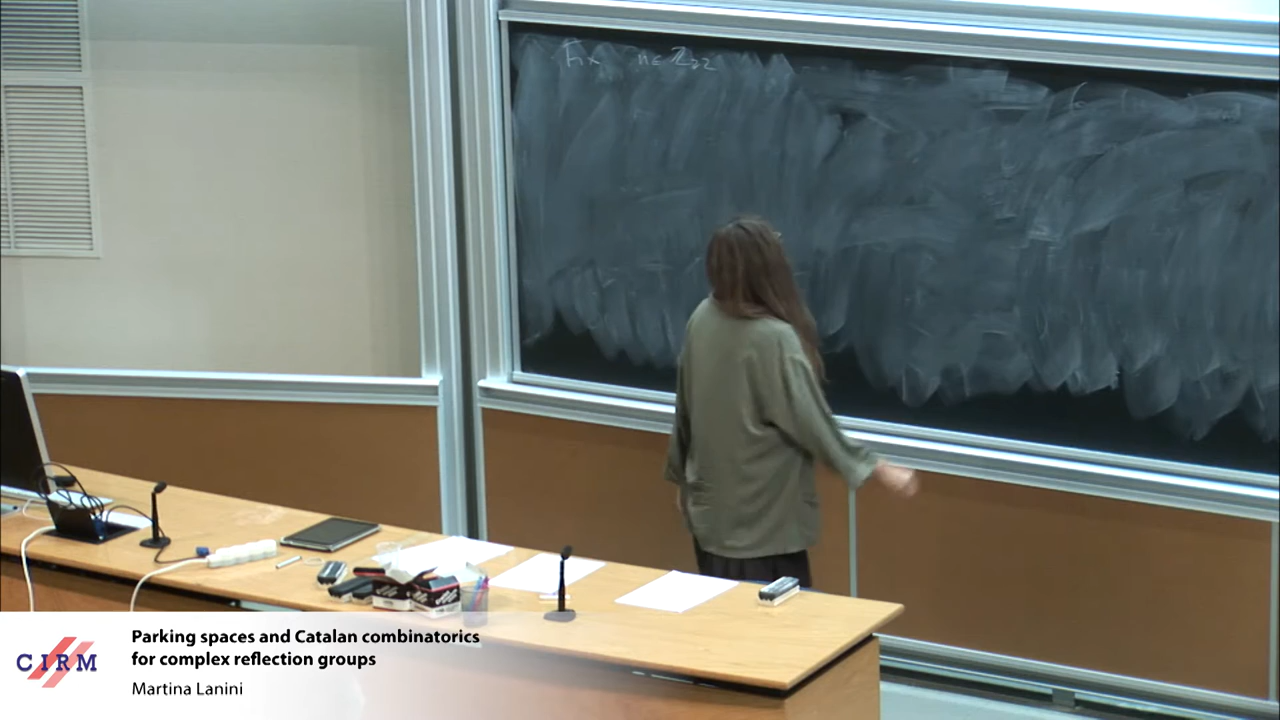 Fix n ∈ ℤ≥2
CIRM
Parking spaces and Catalan combinatorics
for complex reflection groups
Martina Lanini